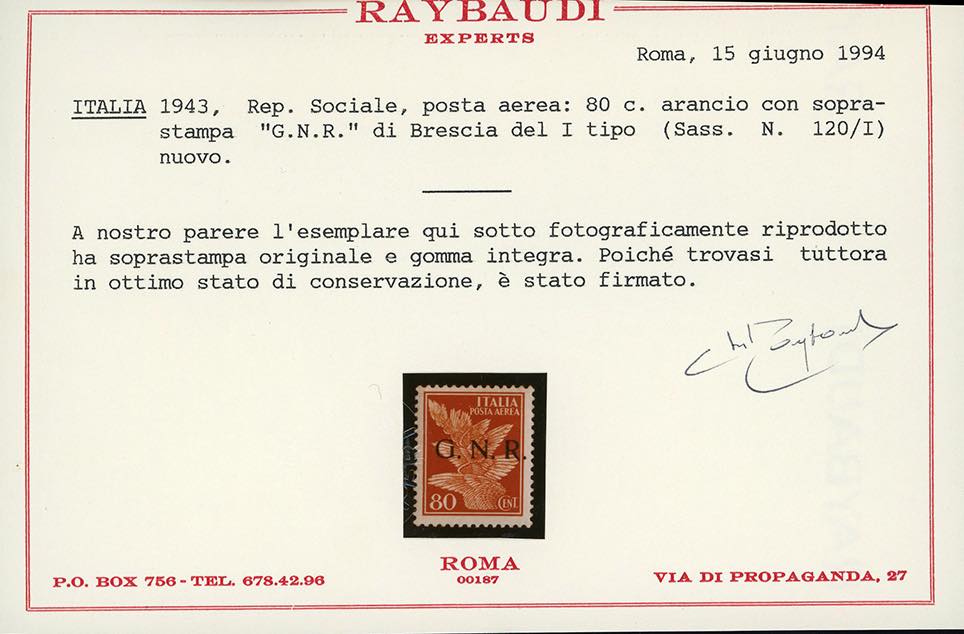 RAYBAUDI
EXPERTS
Roma, 15 giugno 1994
ITALIA 1943, Rep. Sociale, posta aerea: 80 c. arancio con sopra-
stampa "G.N.R." di Brescia del I tipo (Sass. N. 120/I)
nuovo.
A nostro parere l'esemplare qui sotto fotograficamente riprodotto
ha soprastampa originale e gomma integra. Poiché trovasi tuttora
in ottimo stato di conservazione, è stato firmato.
ITALIA
POSTA AEREA
G. N. R.
80 CENT.
ROMA
00187
P.O. BOX 756 - TEL. 678.42.96
VIA DI PROPAGANDA, 27